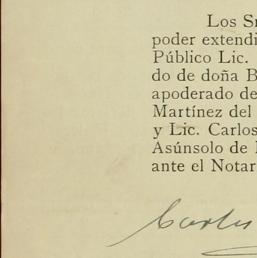 Los S
poder extendi
Público Lic.
do de doña B
apoderado de
Martínez del
y Lic. Carlos
Asúnsolo de
ante el Notar
Carlos